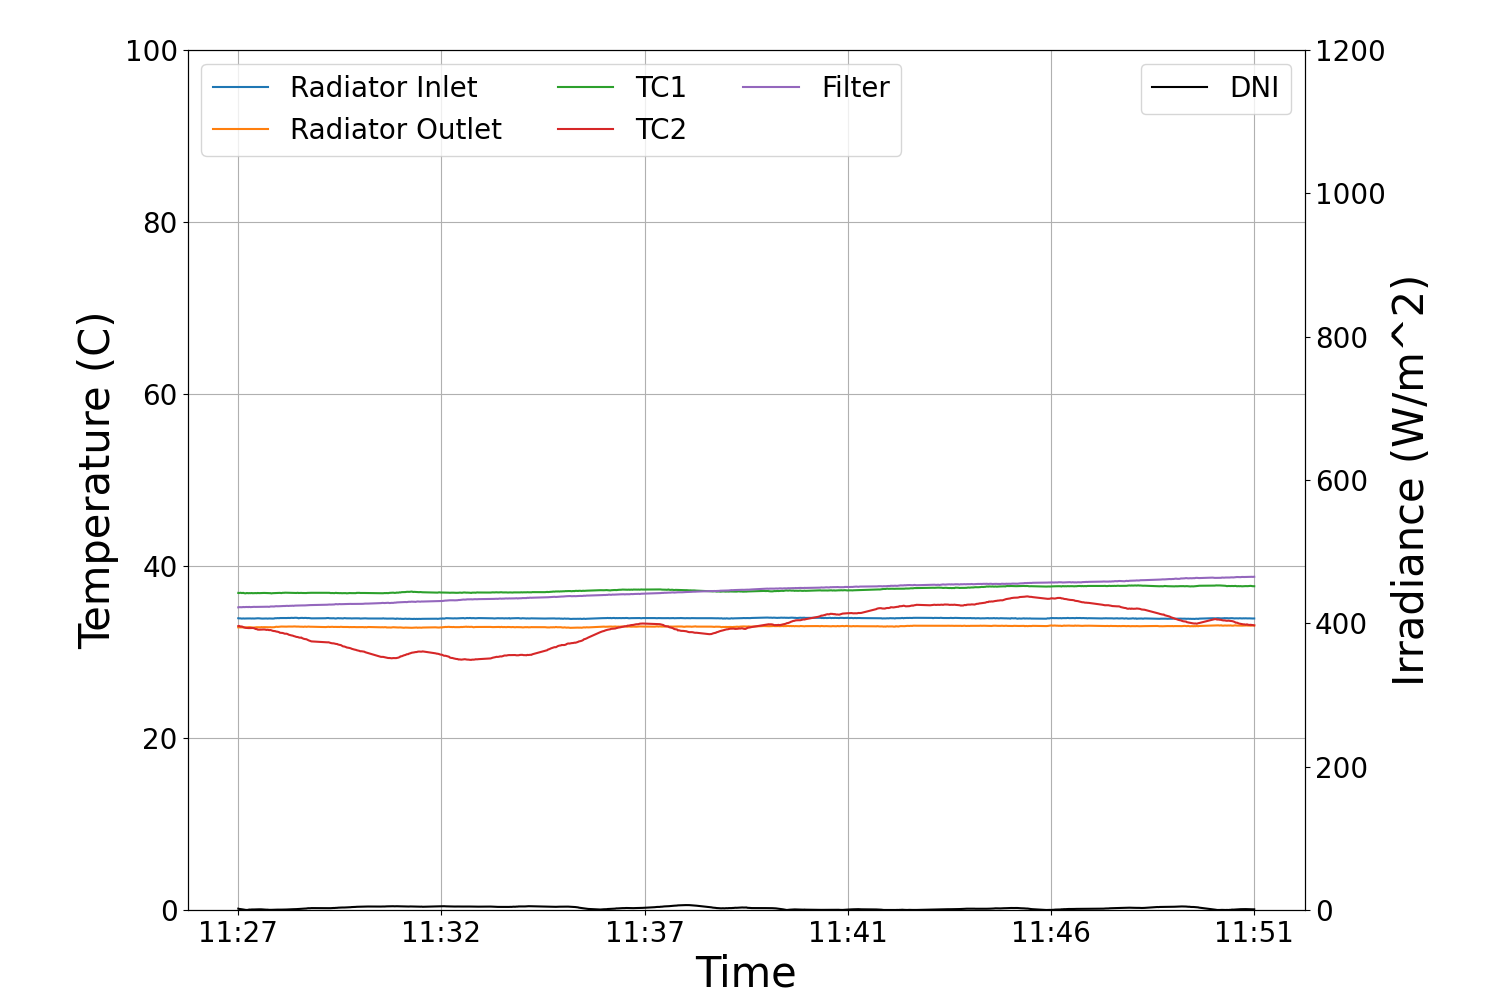 Radiator Inlet
Radiator Outlet
TC1
TC2
Filter
DNI
Temperature (C)
100
80
60
40
20
0
Irradiance (W/m^2)
1200
1000
800
600
400
200
0
11:27 11:32 11:37 11:41 11:46 11:51
Time